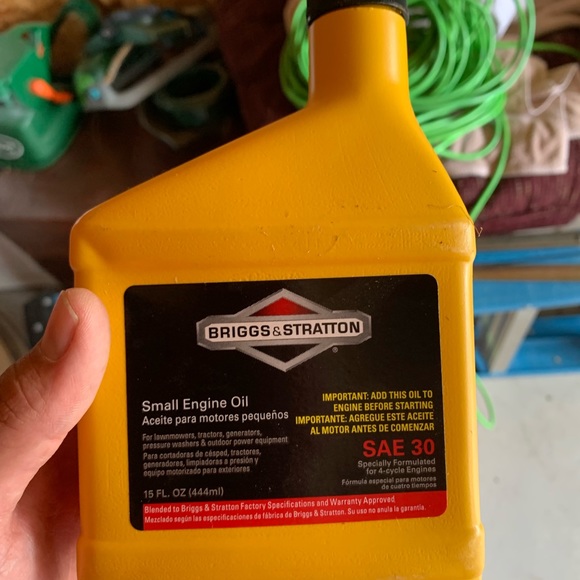 BRIGGS & STRATTON
®
Small Engine Oil
Aceite para motores pequeños
For lawnmowers, tractors, generators,
pressure washers & outdoor power equipment
Para cortadoras de césped, tractores,
generadores, limpiadoras a presión y
equipo motorizado para exteriores
15 FL. OZ (444ml)
IMPORTANT: ADD THIS OIL TO
ENGINE BEFORE STARTING
IMPORTANTE: AGREGUE ESTE ACEITE
AL MOTOR ANTES DE COMENZAR
SAE 30
Specially Formulated
for 4-cycle Engines
Fórmula especial para motores
de cuatro tiempos
Blended to Briggs & Stratton Factory Specifications and Warranty Approved
Mezclado según las especificaciones de fábrica de Briggs & Stratton. Su uso no anula la garantía.